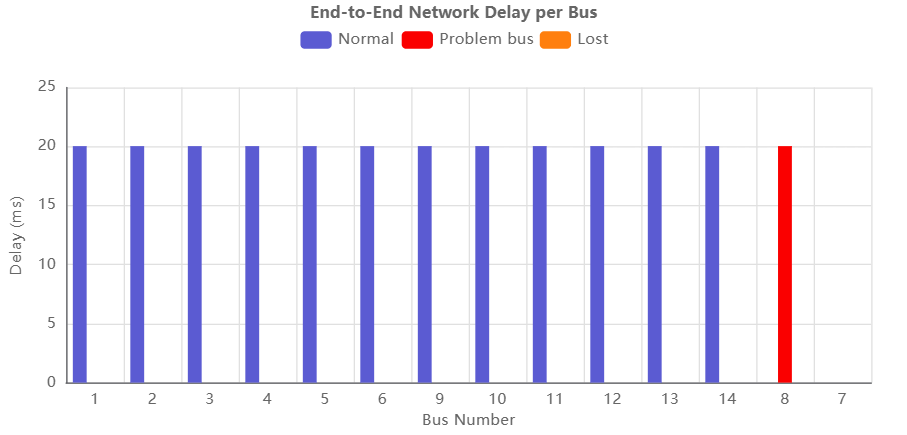 End-to-End Network Delay per Bus
Normal Problem bus Lost
25
20
15
10
5
0
Delay (ms)
1 2 3 4 5 6 9 10 11 12 13 14 8 7
Bus Number